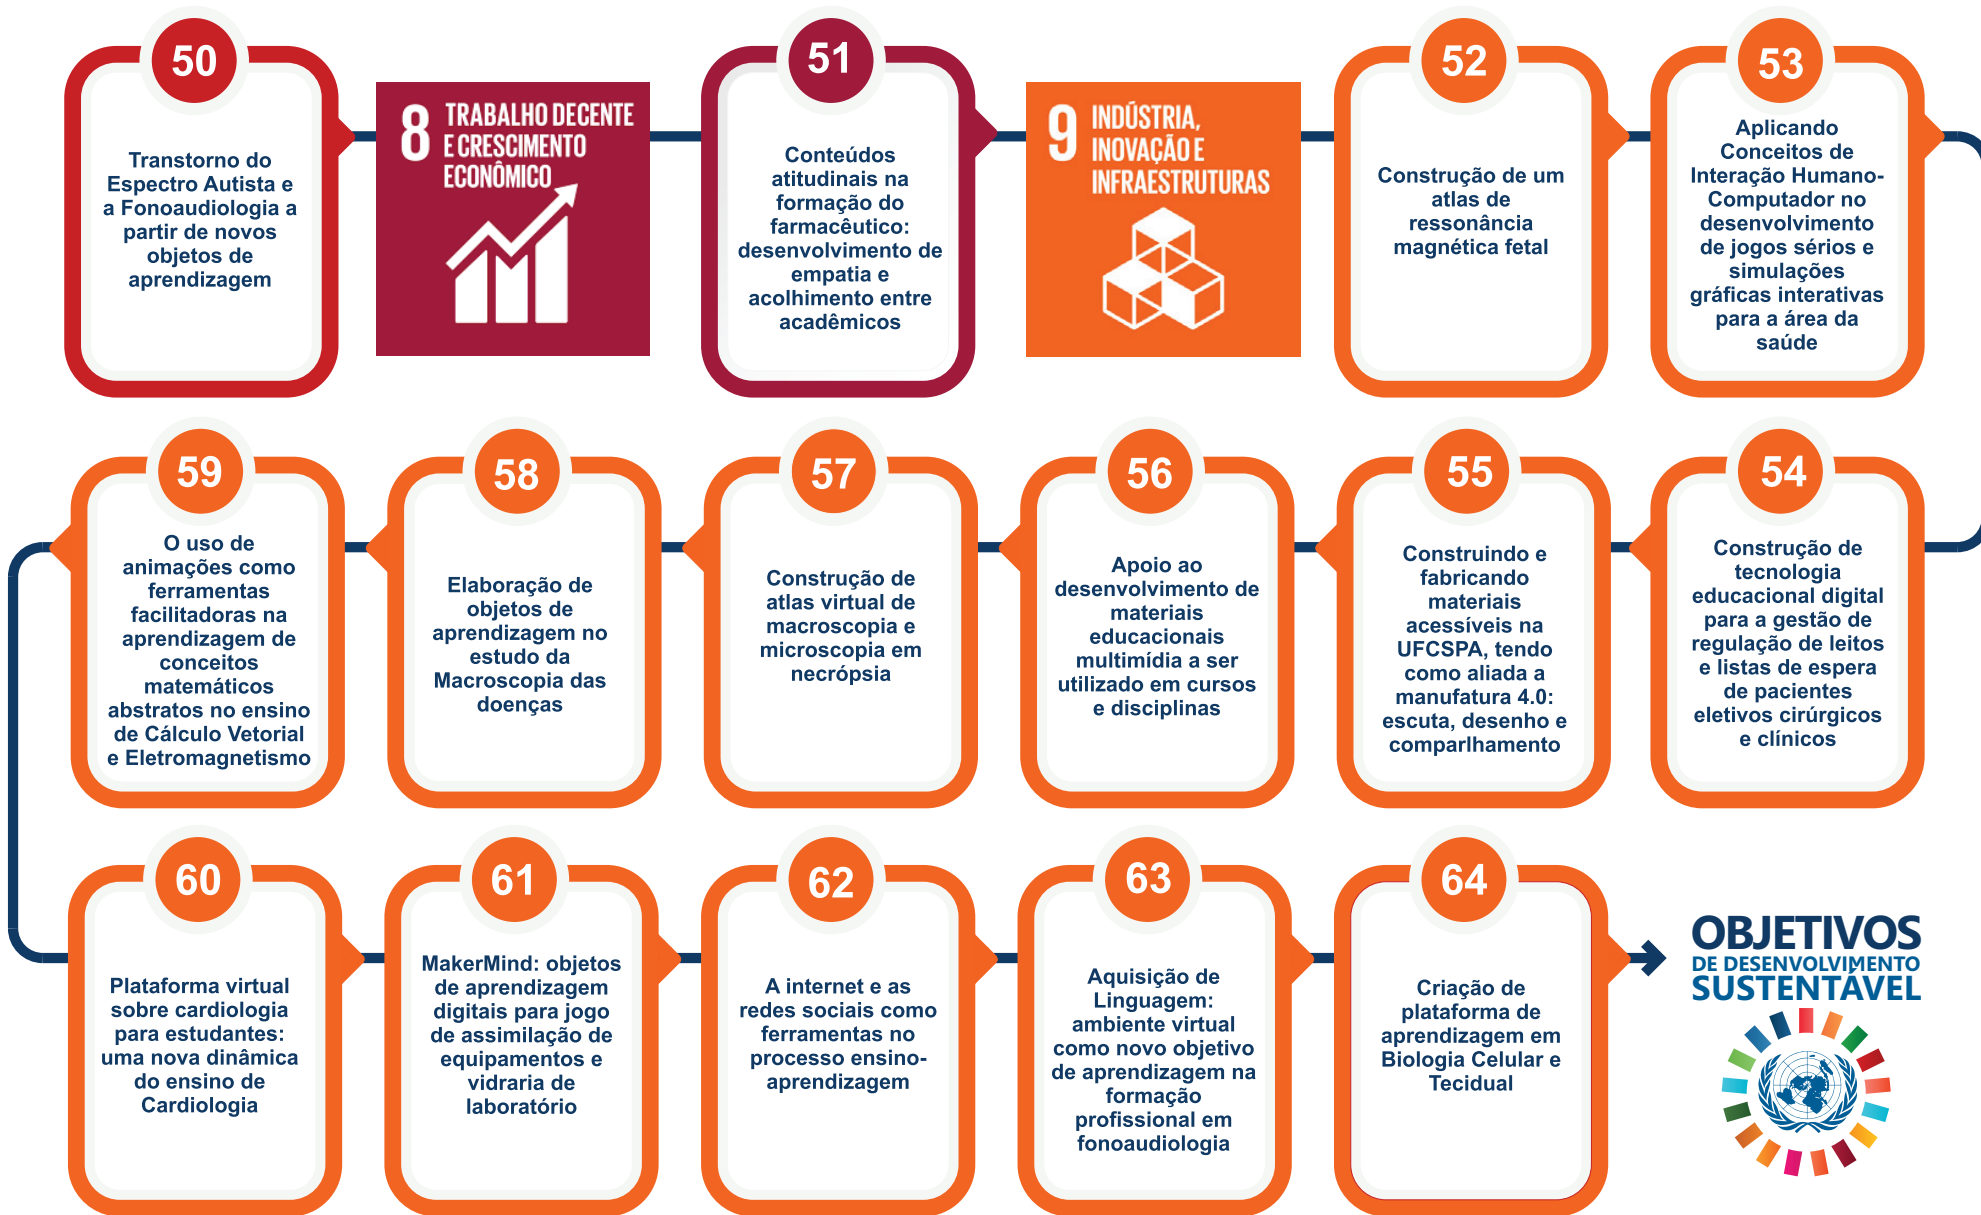 50
Transtorno do
Espectro Autista e
a Fonoaudiologia a
partir de novos
objetos de
aprendizagem
8 TRABALHO DECENTE
E CRESCIMENTO
ECONÔMICO
51
Conteúdos
atitudinais na
formação do
farmacêutico:
desenvolvimento de
empatia e
acolhimento entre
acadêmicos
9 INDÚSTRIA,
INOVAÇÃO E
INFRAESTRUTURAS
52
Construção de um
atlas de
ressonância
magnética fetal
53
Aplicando
Conceitos de
Interação Humano-
Computador no
desenvolvimento
de jogos sérios e
simulações
gráficas interativas
para a área da
saúde
54
Construção de
tecnologia
educacional digital
para a gestão de
regulação de leitos
e listas de espera
de pacientes
eletivos cirúrgicos
e clínicos
55
Construindo e
fabricando
materiais
acessíveis na
UFCSPA, tendo
como aliada a
manufatura 4.0:
escuta, desenho e
comparlhamento
56
Apoio ao
desenvolvimento de
materiais
educacionais
multimídia a ser
utilizado em cursos
e disciplinas
57
Construção de
atlas virtual de
macroscopia e
microscopia em
necrópsia
58
Elaboração de
objetos de
aprendizagem no
estudo da
Macroscopia das
doenças
59
O uso de
animações como
ferramentas
facilitadoras na
aprendizagem de
conceitos
matemáticos
abstratos no ensino
de Cálculo Vetorial
e Eletromagnetismo
60
Plataforma virtual
sobre cardiologia
para estudantes:
uma nova dinâmica
do ensino de
Cardiologia
61
MakerMind: objetos
de aprendizagem
digitais para jogo
de assimilação de
equipamentos e
vidraria de
laboratório
62
A internet e as
redes sociais como
ferramentas no
processo ensino-
aprendizagem
63
Aquisição de
Linguagem:
ambiente virtual
como novo objetivo
de aprendizagem na
formação
profissional em
fonoaudiologia
64
Criação de
plataforma de
aprendizagem em
Biologia Celular e
Tecidual
OBJETIVOS
DE DESENVOLVIMENTO
SUSTENTÁVEL